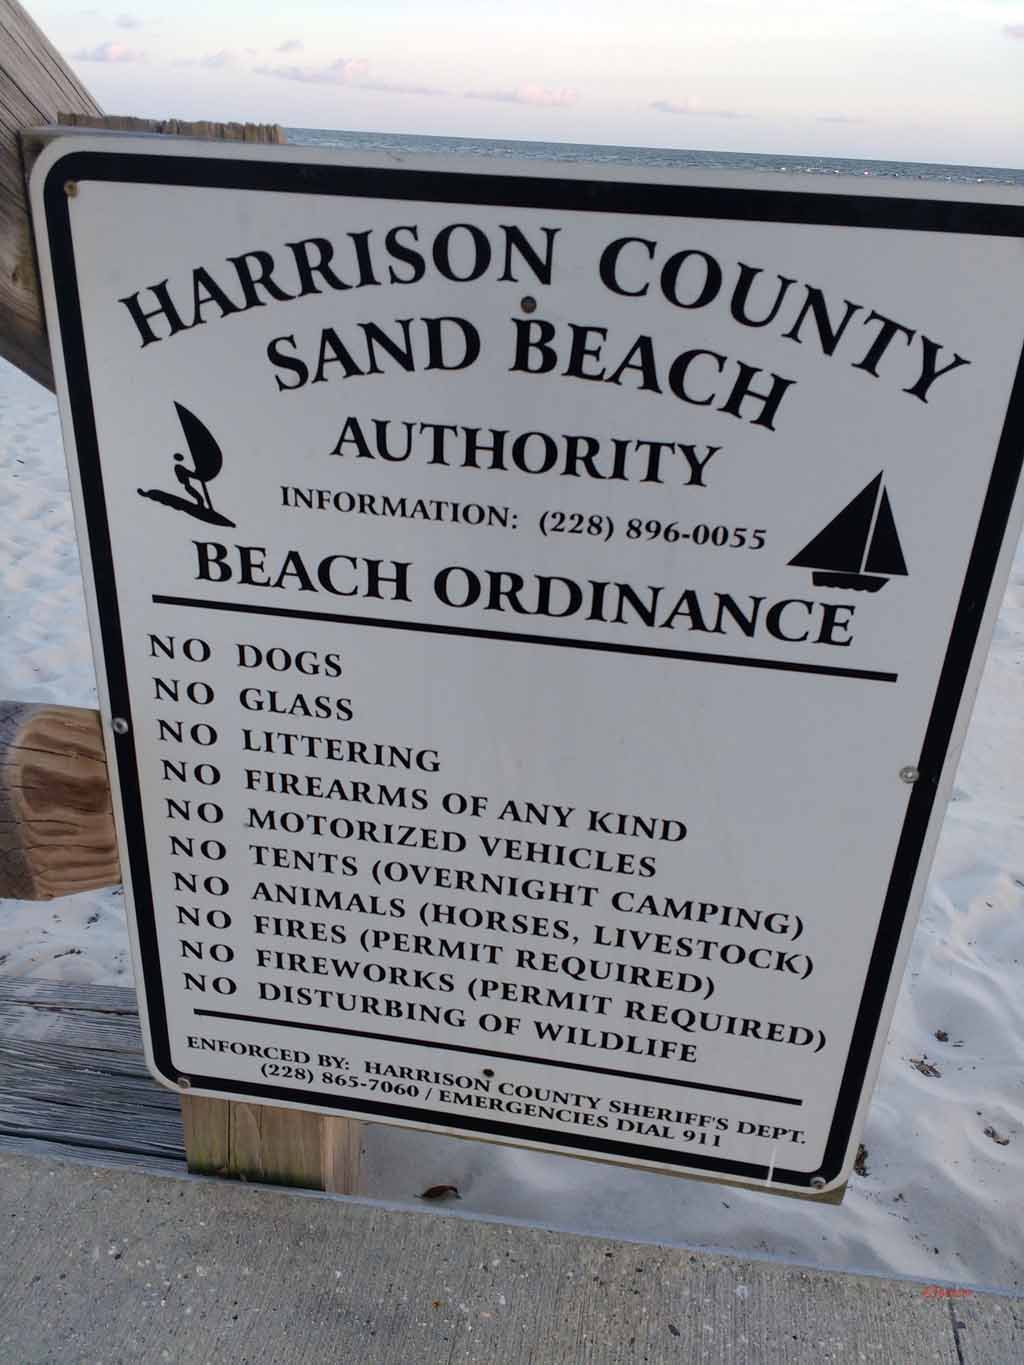 HARRISON COUNTY
SAND BEACH
AUTHORITY
INFORMATION: (228) 896-0055
BEACH ORDINANCE
NO DOGS
NO GLASS
NO LITTERING
NO FIREARMS OF ANY KIND
NO MOTORIZED VEHICLES
NO TENTS (OVERNIGHT CAMPING)
NO ANIMALS (HORSES, LIVESTOCK)
NO FIRES (PERMIT REQUIRED)
NO FIREWORKS (PERMIT REQUIRED)
NO DISTURBING OF WILDLIFE
ENFORCED BY: HARRISON COUNTY SHERIFF'S DEPT.
(228) 865-7060 / EMERGENCIES DIAL 911